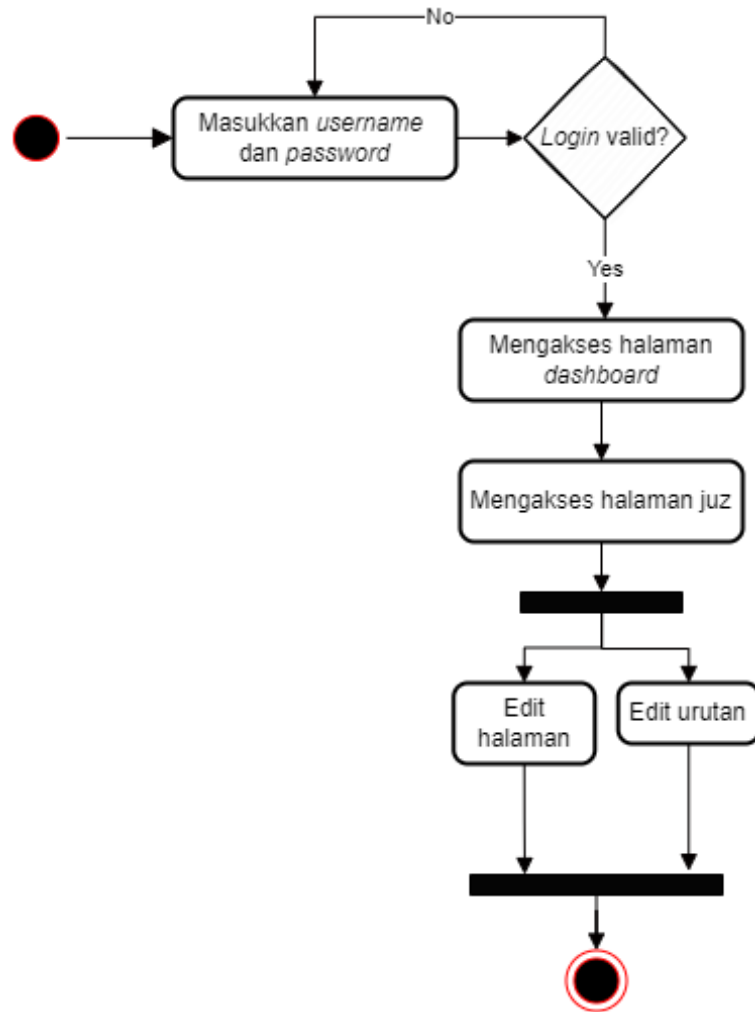 No
Masukkan username
dan password
Login valid?
Yes
Mengakses halaman
dashboard
Mengakses halaman juz
Edit
halaman
Edit urutan